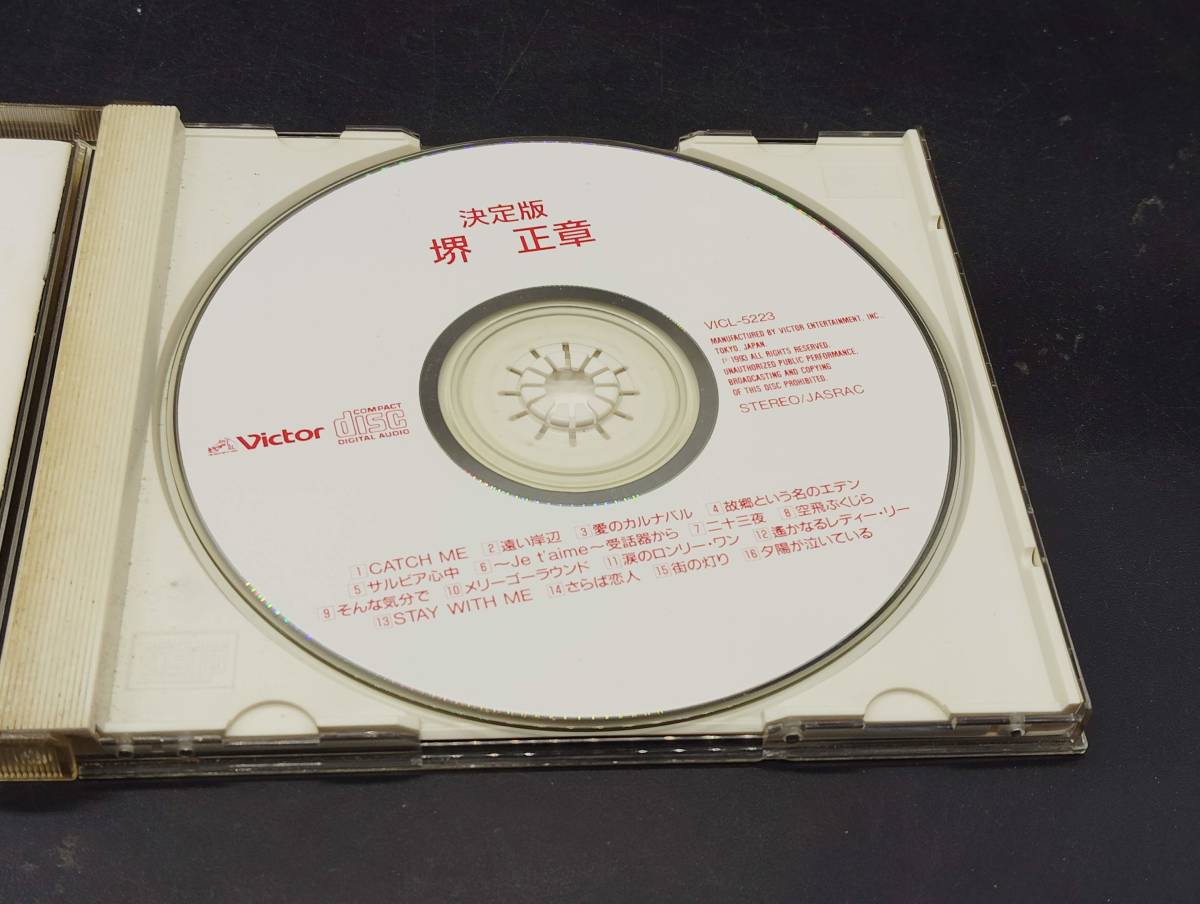 決定版
堺 正章
VICL-5223
MANUFACTURED BY VICTOR ENTERTAINMENT, INC.,
TOKYO, JAPAN.
Ⓟ 1993 ALL RIGHTS RESERVED.
UNAUTHORIZED PUBLIC PERFORMANCE,
BROADCASTING AND COPYING
OF THIS DISC PROHIBITED.
STEREO/JASRAC
Victor
COMPACT
disc
DIGITAL AUDIO
1 CATCH ME 2 遠い岸辺 3 愛のカルナバル 4 故郷という名のエデン
5 サルビア心中 6 〜Je t'aime〜受話器から 7 二十三夜 8 空飛ぶくじら
9 そんな気分で 10 メリーゴーラウンド 11 涙のロンリー・ワン 12 遙かなるレディー・リー
13 STAY WITH ME 14 さらば恋人 15 街の灯り 16 夕陽が泣いている